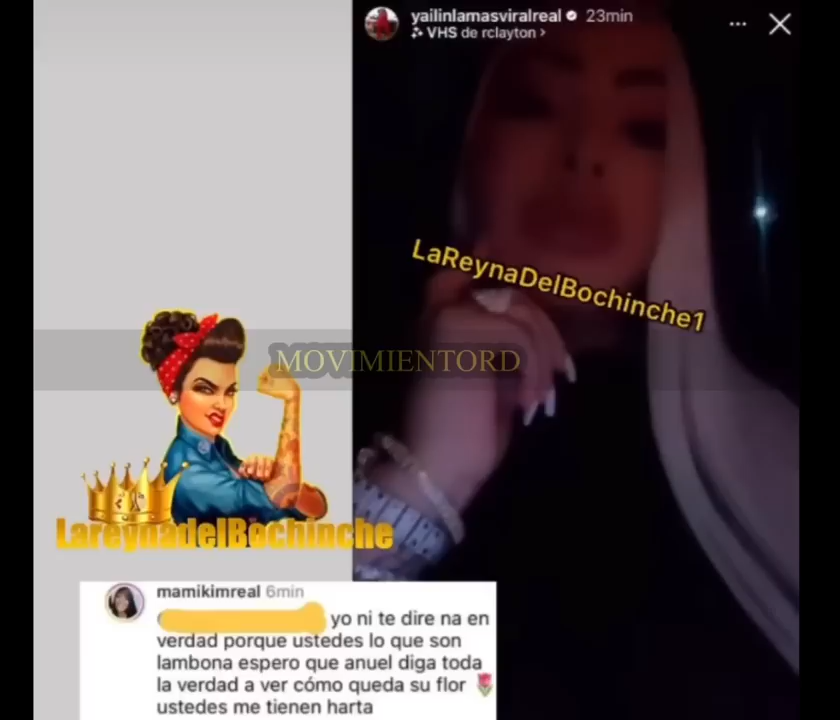 yailinlamasviralreal 23min
VHS de rclayton >
LaReynaDelBochinche1
MOVIMIENTORD
LareynadelBochinche
mamikimreal 6min
yo ni te dire na en
verdad porque ustedes lo que son
lambona espero que anuel diga toda
la verdad a ver cómo queda su flor 🌷
ustedes me tienen harta